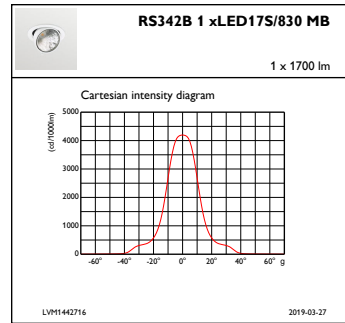 RS342B 1 xLED17S/830 MB
1 x 1700 lm
Cartesian intensity diagram
(cd/1000lm)
5000
4000
3000
2000
1000
0
-60° -40° -20° 0° 20° 40° 60° g
LVM1442716 2019-03-27